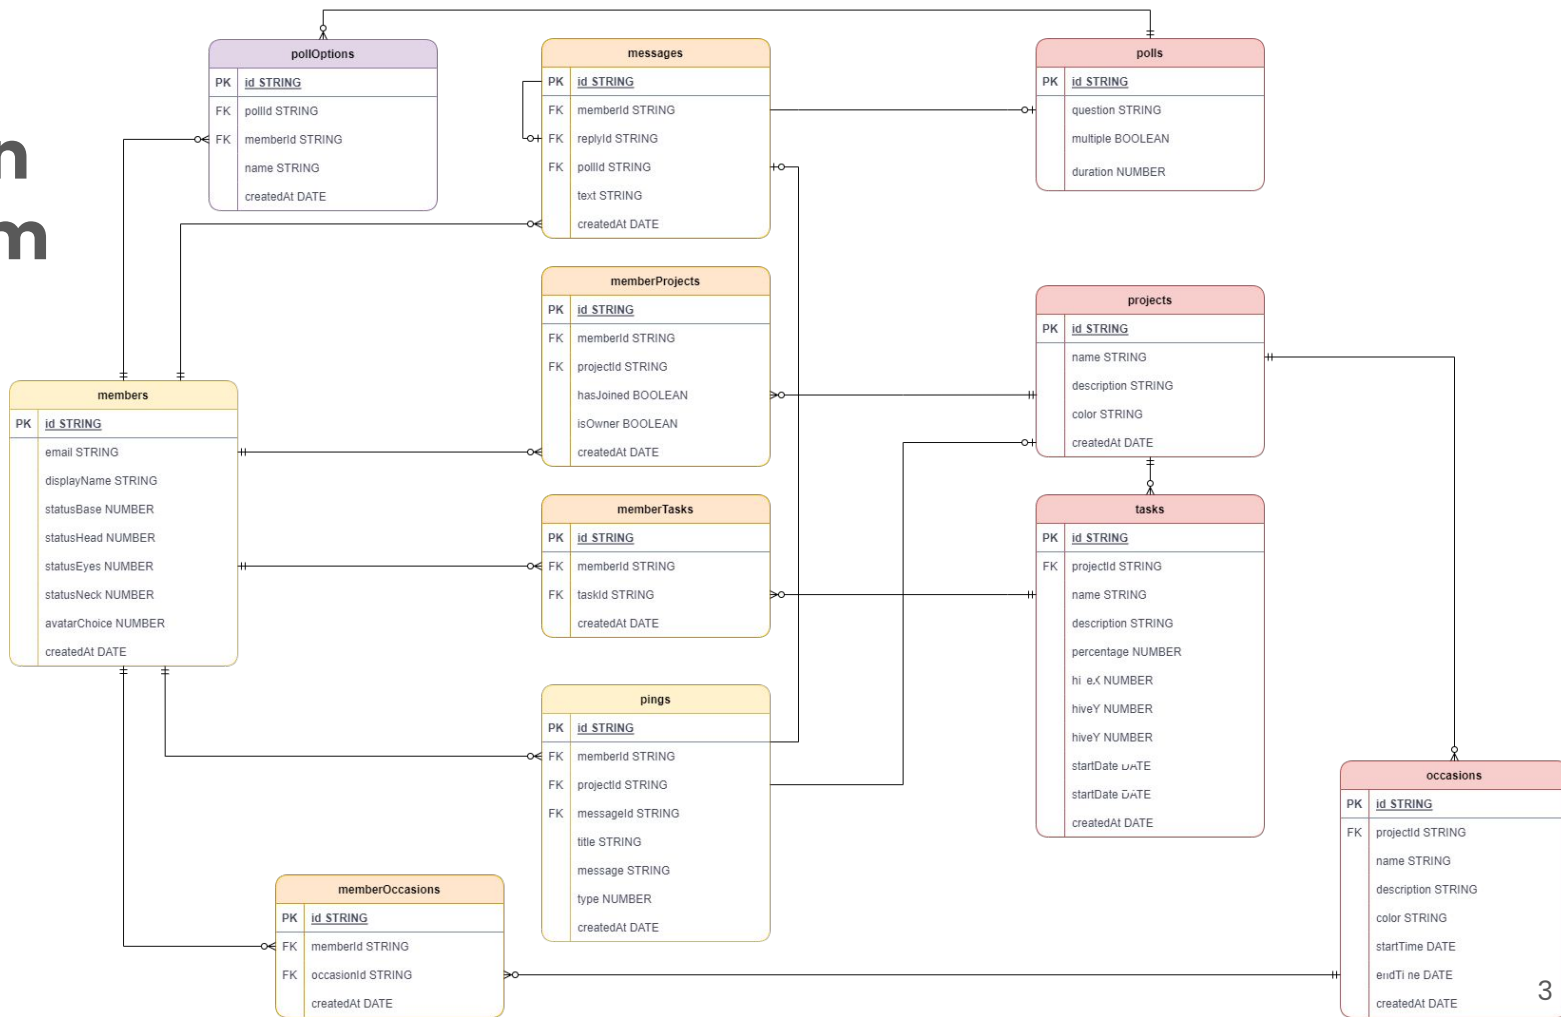 n
m
pollOptions
PK id STRING
FK pollId STRING
FK memberId STRING
name STRING
createdAt DATE
messages
PK id STRING
FK memberId STRING
FK replyId STRING
FK pollId STRING
text STRING
createdAt DATE
polls
PK id STRING
question STRING
multiple BOOLEAN
duration NUMBER
memberProjects
PK id STRING
FK memberId STRING
FK projectId STRING
hasJoined BOOLEAN
isOwner BOOLEAN
createdAt DATE
projects
PK id STRING
name STRING
description STRING
color STRING
createdAt DATE
members
PK id STRING
email STRING
displayName STRING
statusBase NUMBER
statusHead NUMBER
statusEyes NUMBER
statusNeck NUMBER
avatarChoice NUMBER
createdAt DATE
memberTasks
PK id STRING
FK memberId STRING
FK taskId STRING
createdAt DATE
tasks
PK id STRING
FK projectId STRING
name STRING
description STRING
percentage NUMBER
NUMBER
hiveY NUMBER
hiveY NUMBER
startDate DATE
startDate DATE
createdAt DATE
pings
PK id STRING
FK memberId STRING
FK projectId STRING
FK messageId STRING
title STRING
message STRING
type NUMBER
createdAt DATE
memberOccasions
PK id STRING
FK memberId STRING
FK occasionId STRING
createdAt DATE
occasions
PK id STRING
FK projectId STRING
name STRING
description STRING
color STRING
startTime DATE
DATE
createdAt DATE
3